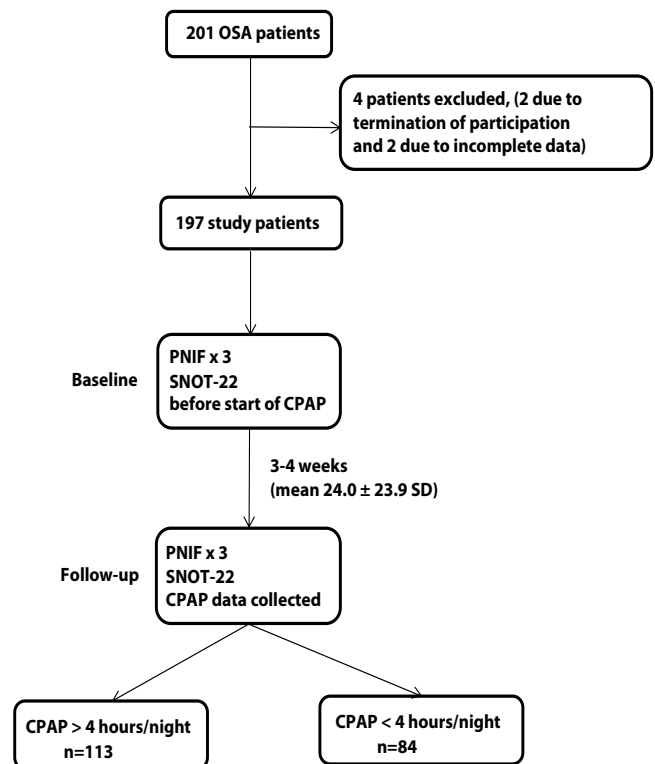 201 OSA patients
4 patients excluded, (2 due to
termination of participation
and 2 due to incomplete data)
197 study patients
Baseline
PNIF x 3
SNOT-22
before start of CPAP
3-4 weeks
(mean 24.0 ± 23.9 SD)
Follow-up
PNIF x 3
SNOT-22
CPAP data collected
CPAP > 4 hours/night
n=113
CPAP < 4 hours/night
n=84